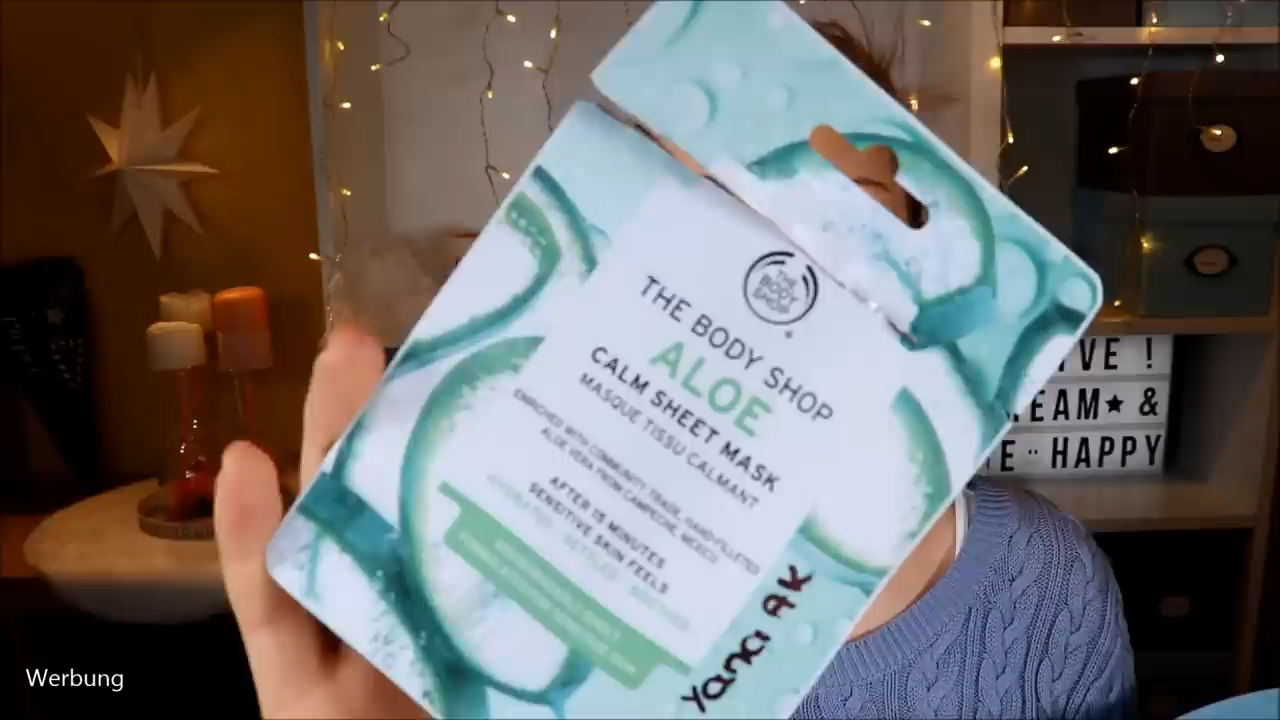 THE
BODY
SHOP
THE BODY SHOP
ALOE
CALM SHEET MASK
MASQUE TISSU CALMANT
ENRICHED WITH COMMUNITY TRADE, HAND-FILLETED
ALOE VERA FROM CAMPECHE, MEXICO
AFTER 15 MINUTES
SENSITIVE SKIN FEELS
Yana AK
VE !
EAM★ &
E ·· HAPPY
Werbung